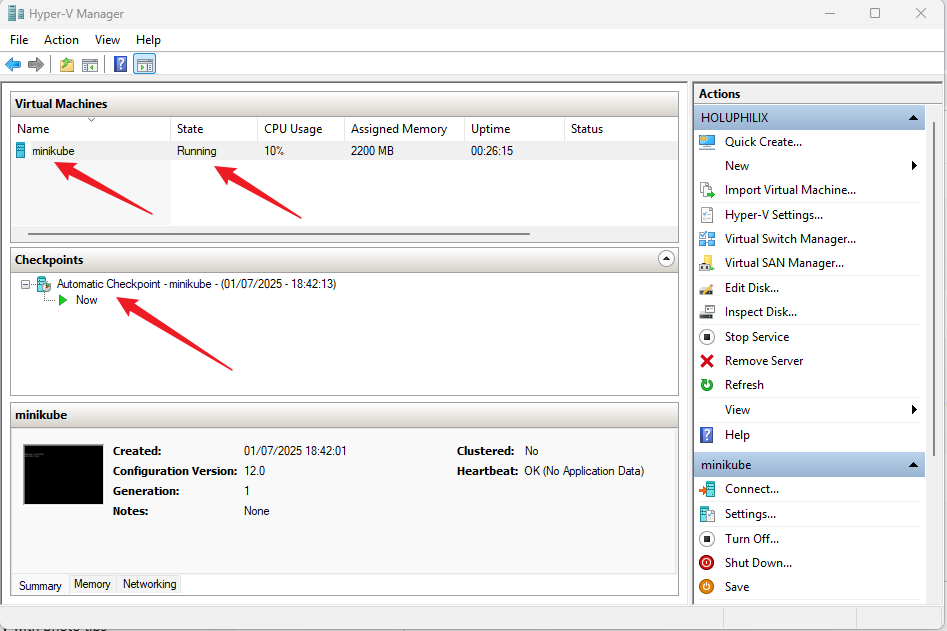 Hyper-V Manager
File Action View Help
Virtual Machines
Name State CPU Usage Assigned Memory Uptime Status
minikube Running 10% 2200 MB 00:26:15
Checkpoints
Automatic Checkpoint - minikube - (01/07/2025 - 18:42:13)
Now
minikube
Created: 01/07/2025 18:42:01 Clustered: No
Configuration Version: 12.0 Heartbeat: OK (No Application Data)
Generation: 1
Notes: None
Summary Memory Networking
Actions
HOLUPHILIX
Quick Create...
New
Import Virtual Machine...
Hyper-V Settings...
Virtual Switch Manager...
Virtual SAN Manager...
Edit Disk...
Inspect Disk...
Stop Service
Remove Server
Refresh
View
Help
minikube
Connect...
Settings...
Turn Off...
Shut Down...
Save